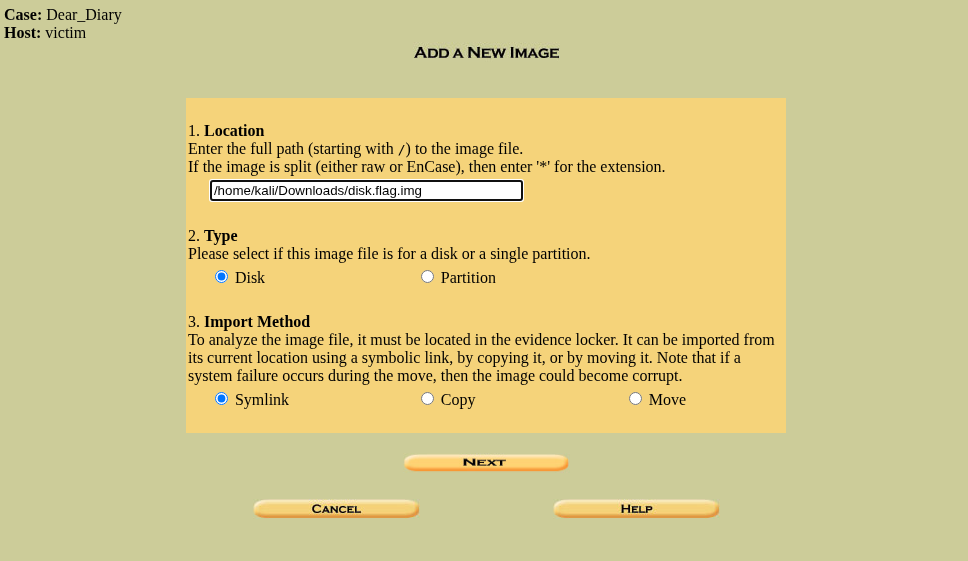 Case: Dear_Diary
Host: victim
ADD A NEW IMAGE
1. Location
Enter the full path (starting with /) to the image file.
If the image is split (either raw or EnCase), then enter '*' for the extension.
/home/kali/Downloads/disk.flag.img
2. Type
Please select if this image file is for a disk or a single partition.
Disk Partition
3. Import Method
To analyze the image file, it must be located in the evidence locker. It can be imported from
its current location using a symbolic link, by copying it, or by moving it. Note that if a
system failure occurs during the move, then the image could become corrupt.
Symlink Copy Move
NEXT
CANCEL HELP